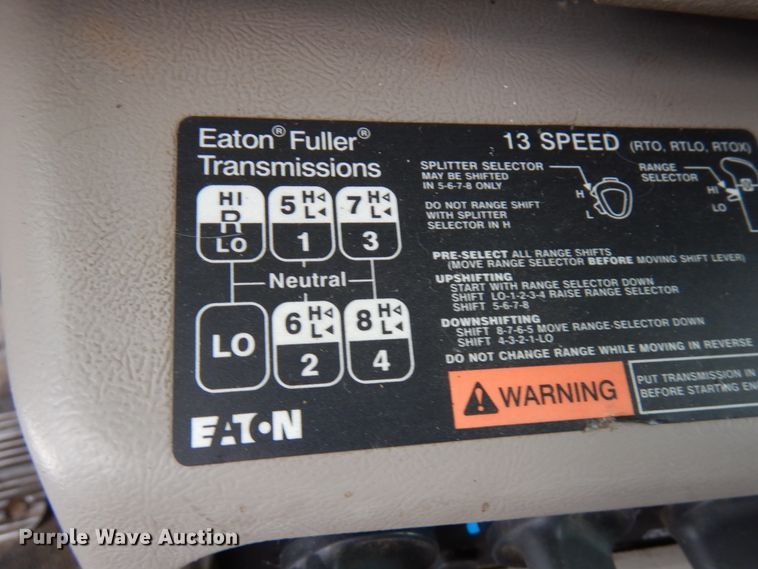 Eaton® Fuller®
Transmissions
13 SPEED (RTO, RTLO, RTOX)
SPLITTER SELECTOR
MAY BE SHIFTED
IN 5-6-7-8 ONLY
H
L
RANGE
SELECTOR
HI
LO
DO NOT RANGE SHIFT
WITH SPLITTER
SELECTOR IN H
HI
R
LO
5 H
L
1
7 H
L
3
Neutral
LO
6 H
L
2
8 H
L
4
PRE-SELECT ALL RANGE SHIFTS
(MOVE RANGE SELECTOR BEFORE MOVING SHIFT LEVER)
UPSHIFTING
START WITH RANGE SELECTOR DOWN
SHIFT LO-1-2-3-4 RAISE RANGE SELECTOR
SHIFT 5-6-7-8
DOWNSHIFTING
SHIFT 8-7-6-5 MOVE RANGE-SELECTOR DOWN
SHIFT 4-3-2-1-LO
DO NOT CHANGE RANGE WHILE MOVING IN REVERSE
WARNING
PUT TRANSMISSION IN
BEFORE STARTING
EATON
Purple Wave Auction